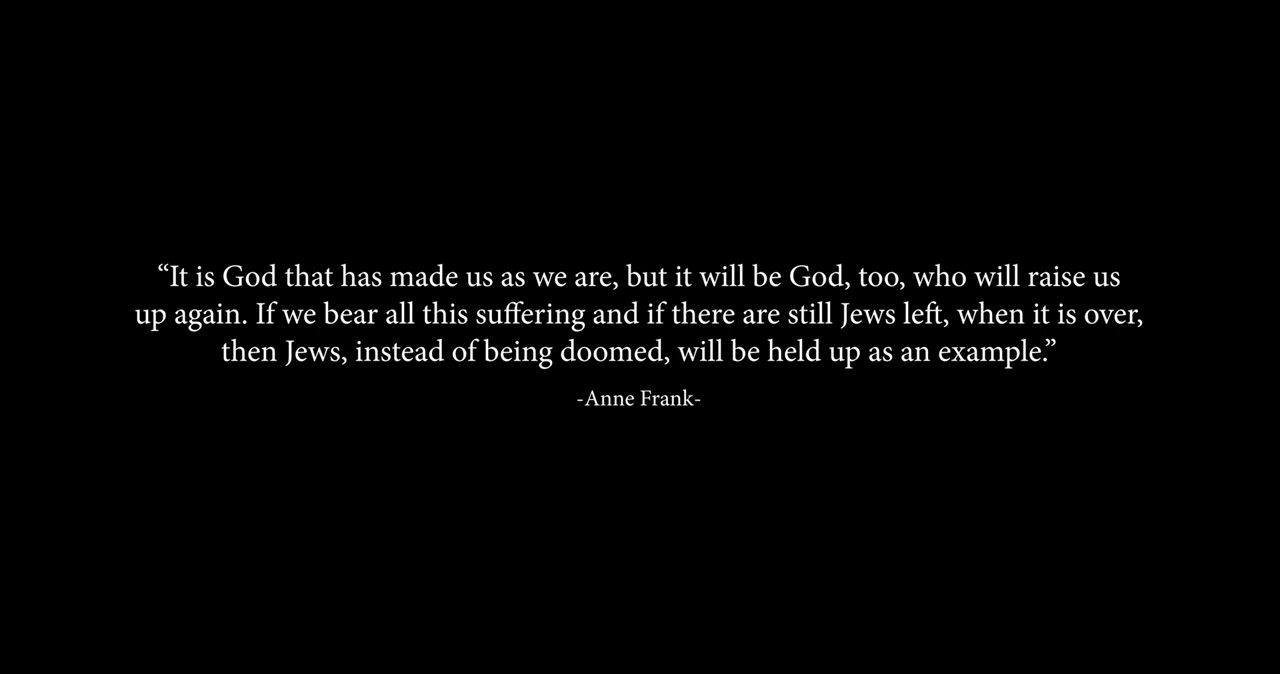 “It is God that has made us as we are, but it will be God, too, who will raise us
up again. If we bear all this suffering and if there are still Jews left, when it is over,
then Jews, instead of being doomed, will be held up as an example.”
-Anne Frank-